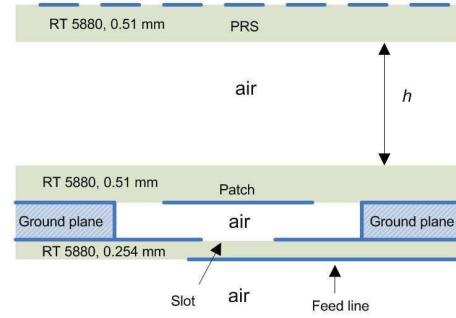 RT 5880, 0.51 mm
PRS
air
h
RT 5880, 0.51 mm
Patch
Ground plane
air
Ground plane
RT 5880, 0.254 mm
Slot
air
Feed line